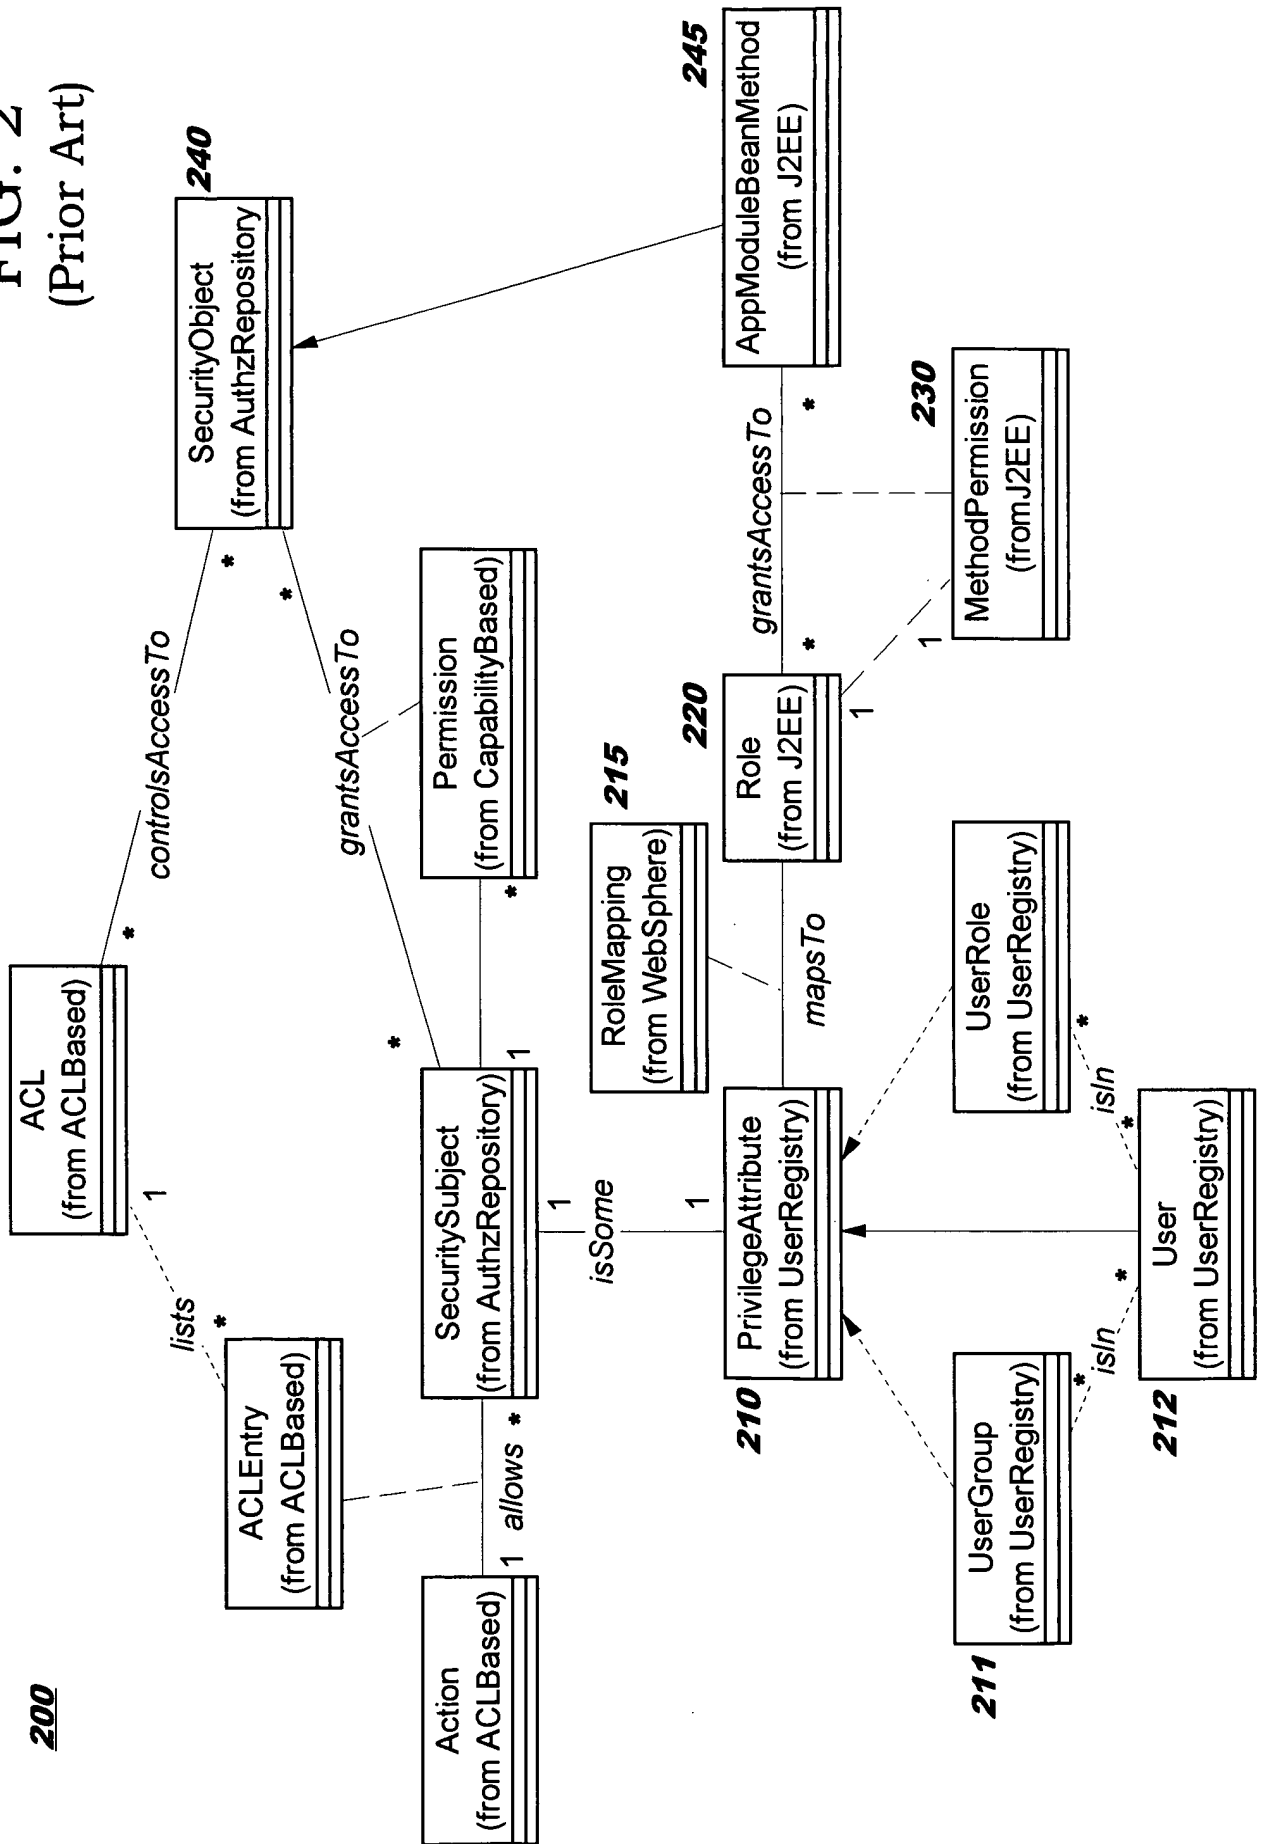 FIG. 2
(Prior Art)
200
ACL
(from ACLBased)
1
*
lists
controlsAccessTo
*
*
ACLEntry
(from ACLBased)
SecurityObject
(from AuthzRepository)
240
*
grantsAccessTo
*
Action
(from ACLBased)
1
allows
*
SecuritySubject
(from AuthzRepository)
1
*
Permission
(from CapabilityBased)
1
isSome
1
RoleMapping
(from WebSphere)
215
210
PrivilegeAttribute
(from UserRegistry)
mapsTo
Role
(from J2EE)
220
*
grantsAccessTo
*
AppModuleBeanMethod
(from J2EE)
245
1
1
MethodPermission
(fromJ2EE)
230
211
UserGroup
(from UserRegistry)
UserRole
(from UserRegistry)
*
isIn
*
*
isIn
*
212
User
(from UserRegistry)